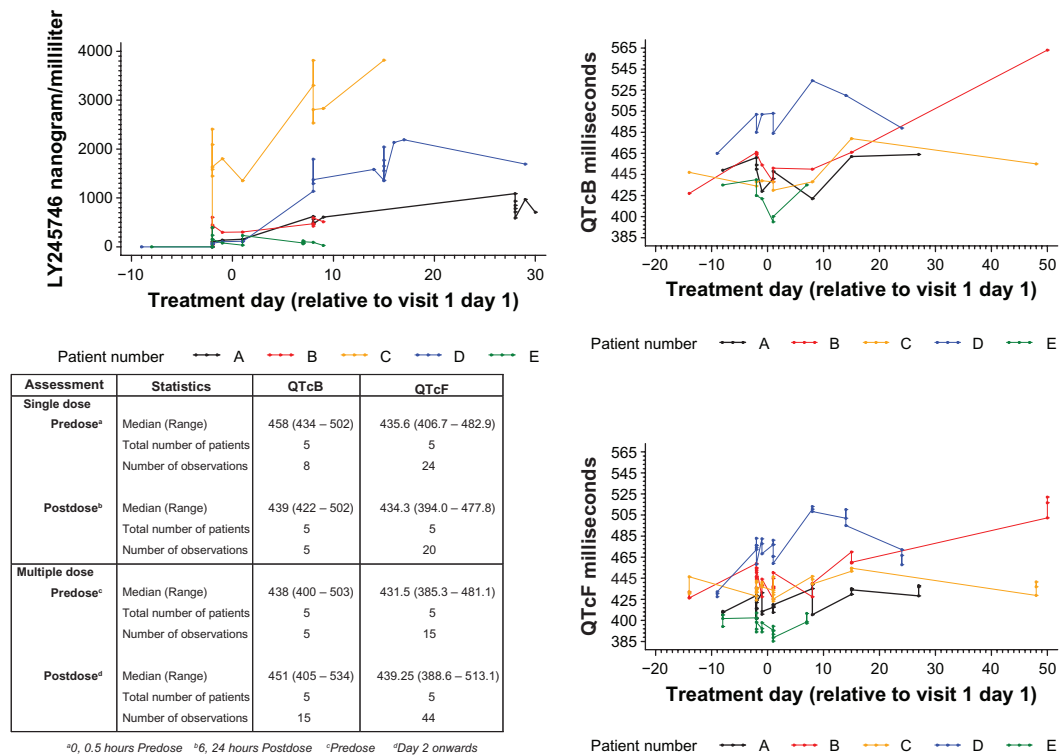 LY245746 nanogram/milliliter
4000
3000
2000
1000
0
−10 0 10 20 30
Treatment day (relative to visit 1 day 1)
Patient number A B C D E
QTcB milliseconds
565
545
525
505
485
465
445
425
405
385
−20 −10 0 10 20 30 40 50
Treatment day (relative to visit 1 day 1)
Patient number A B C D E
Assessment Statistics QTcB QTcF
Single dose
Predoseᵃ Median (Range) 458 (434 – 502) 435.6 (406.7 – 482.9)
Total number of patients 5 5
Number of observations 8 24
Postdoseᵇ Median (Range) 439 (422 – 502) 434.3 (394.0 – 477.8)
Total number of patients 5 5
Number of observations 5 20
Multiple dose
Predoseᶜ Median (Range) 438 (400 – 503) 431.5 (385.3 – 481.1)
Total number of patients 5 5
Number of observations 5 15
Postdoseᵈ Median (Range) 451 (405 – 534) 439.25 (388.6 – 513.1)
Total number of patients 5 5
Number of observations 15 44
ᵃ0, 0.5 hours Predose ᵇ6, 24 hours Postdose ᶜPredose ᵈDay 2 onwards
QTcF milliseconds
565
545
525
505
485
465
445
425
405
385
−20 −10 0 10 20 30 40 50
Treatment day (relative to visit 1 day 1)
Patient number A B C D E